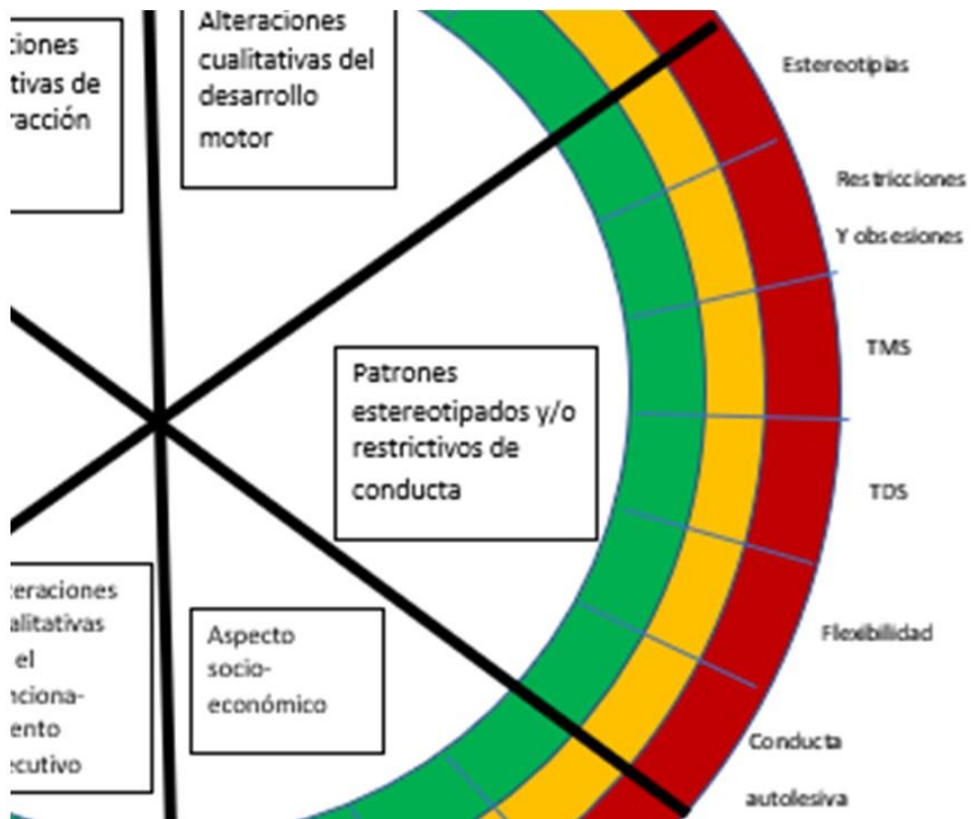 Alteraciones
cualitativas del
desarrollo
motor
Patrones
estereotipados y/o
restrictivos de
conducta
Aspecto
socio-
económico
el
Estereotipias
Restricciones
Y obsesiones
TMS
TDS
Flexibilidad
Conducta
autolesiva